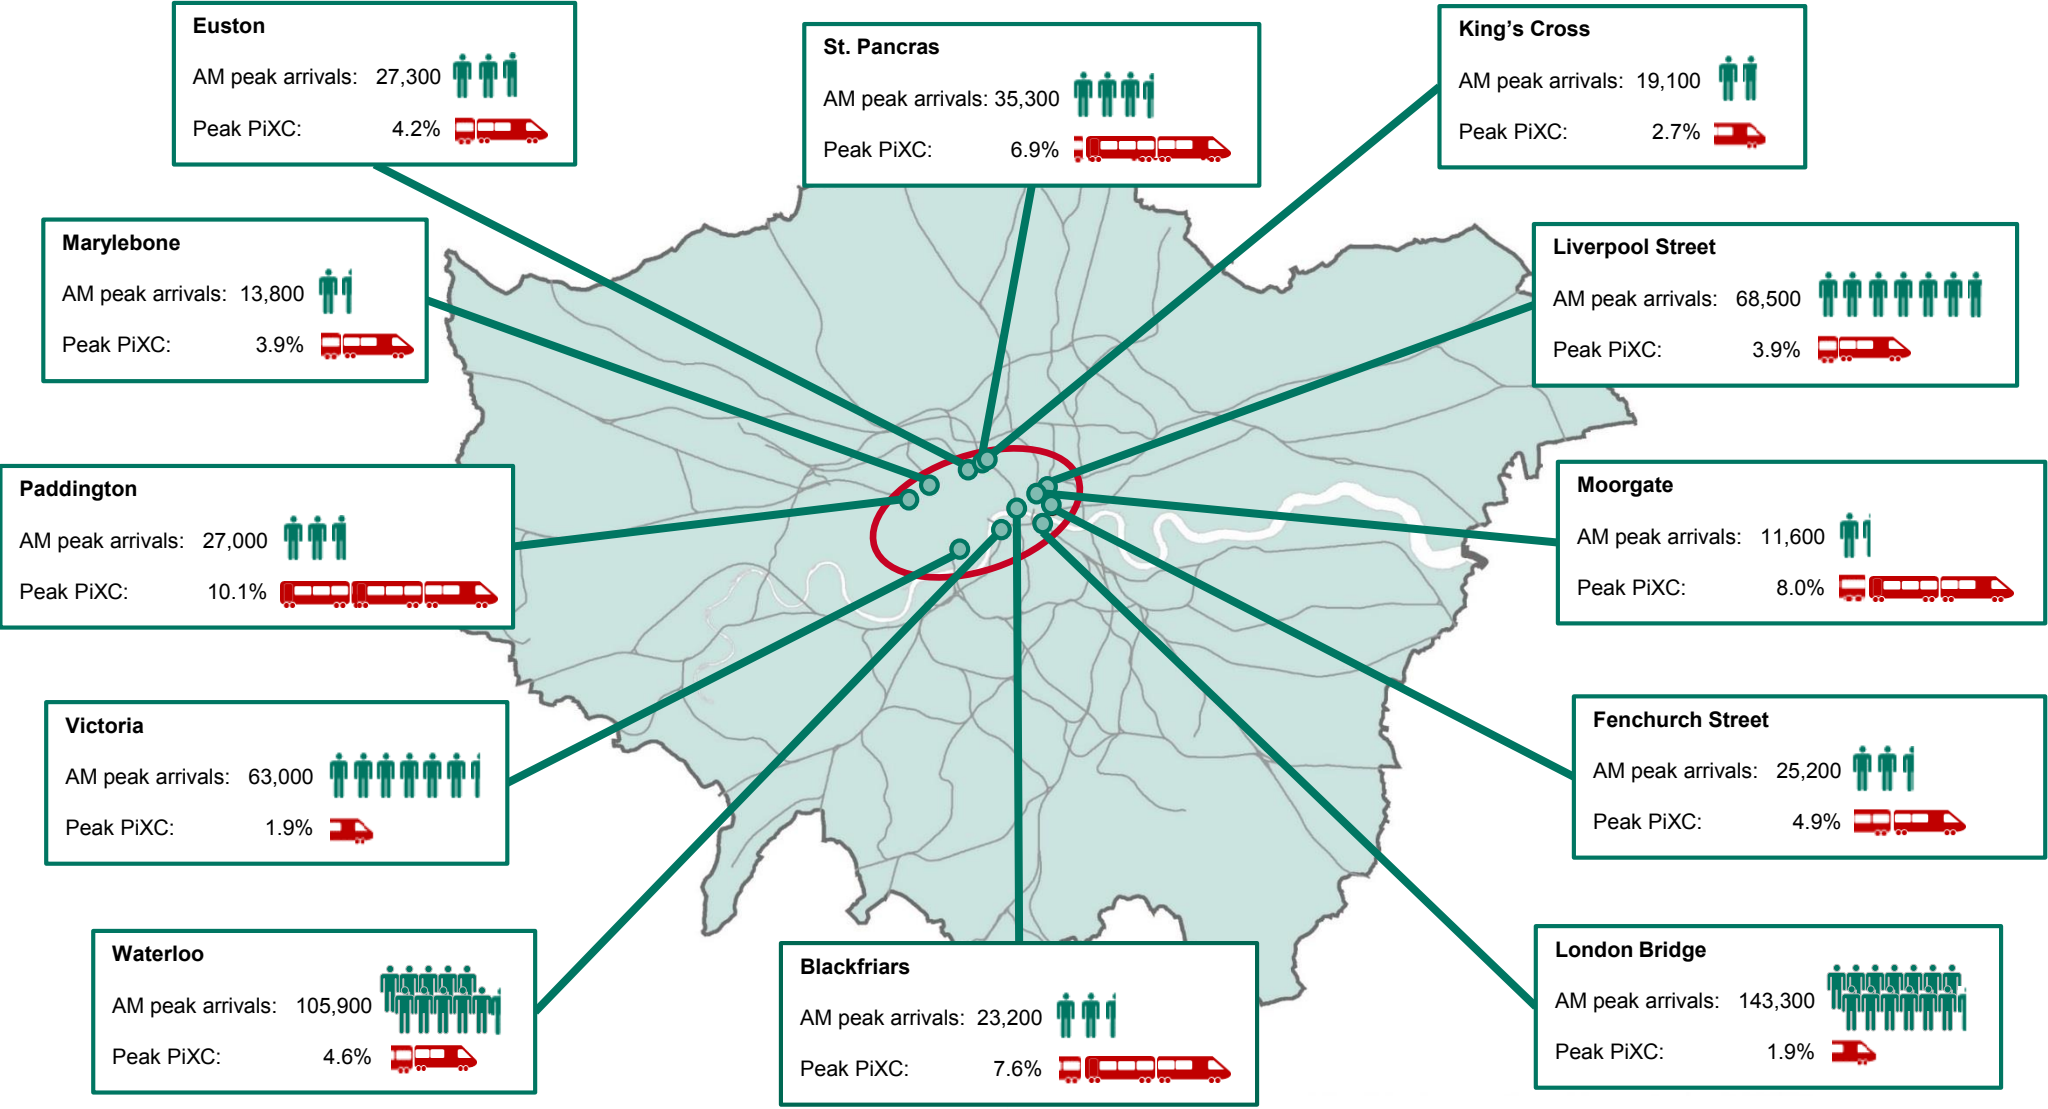 Euston
AM peak arrivals: 27,300
Peak PiXC: 4.2%
St. Pancras
AM peak arrivals: 35,300
Peak PiXC: 6.9%
King's Cross
AM peak arrivals: 19,100
Peak PiXC: 2.7%
Marylebone
AM peak arrivals: 13,800
Peak PiXC: 3.9%
Liverpool Street
AM peak arrivals: 68,500
Peak PiXC: 3.9%
Paddington
AM peak arrivals: 27,000
Peak PiXC: 10.1%
Moorgate
AM peak arrivals: 11,600
Peak PiXC: 8.0%
Victoria
AM peak arrivals: 63,000
Peak PiXC: 1.9%
Fenchurch Street
AM peak arrivals: 25,200
Peak PiXC: 4.9%
Waterloo
AM peak arrivals: 105,900
Peak PiXC: 4.6%
Blackfriars
AM peak arrivals: 23,200
Peak PiXC: 7.6%
London Bridge
AM peak arrivals: 143,300
Peak PiXC: 1.9%